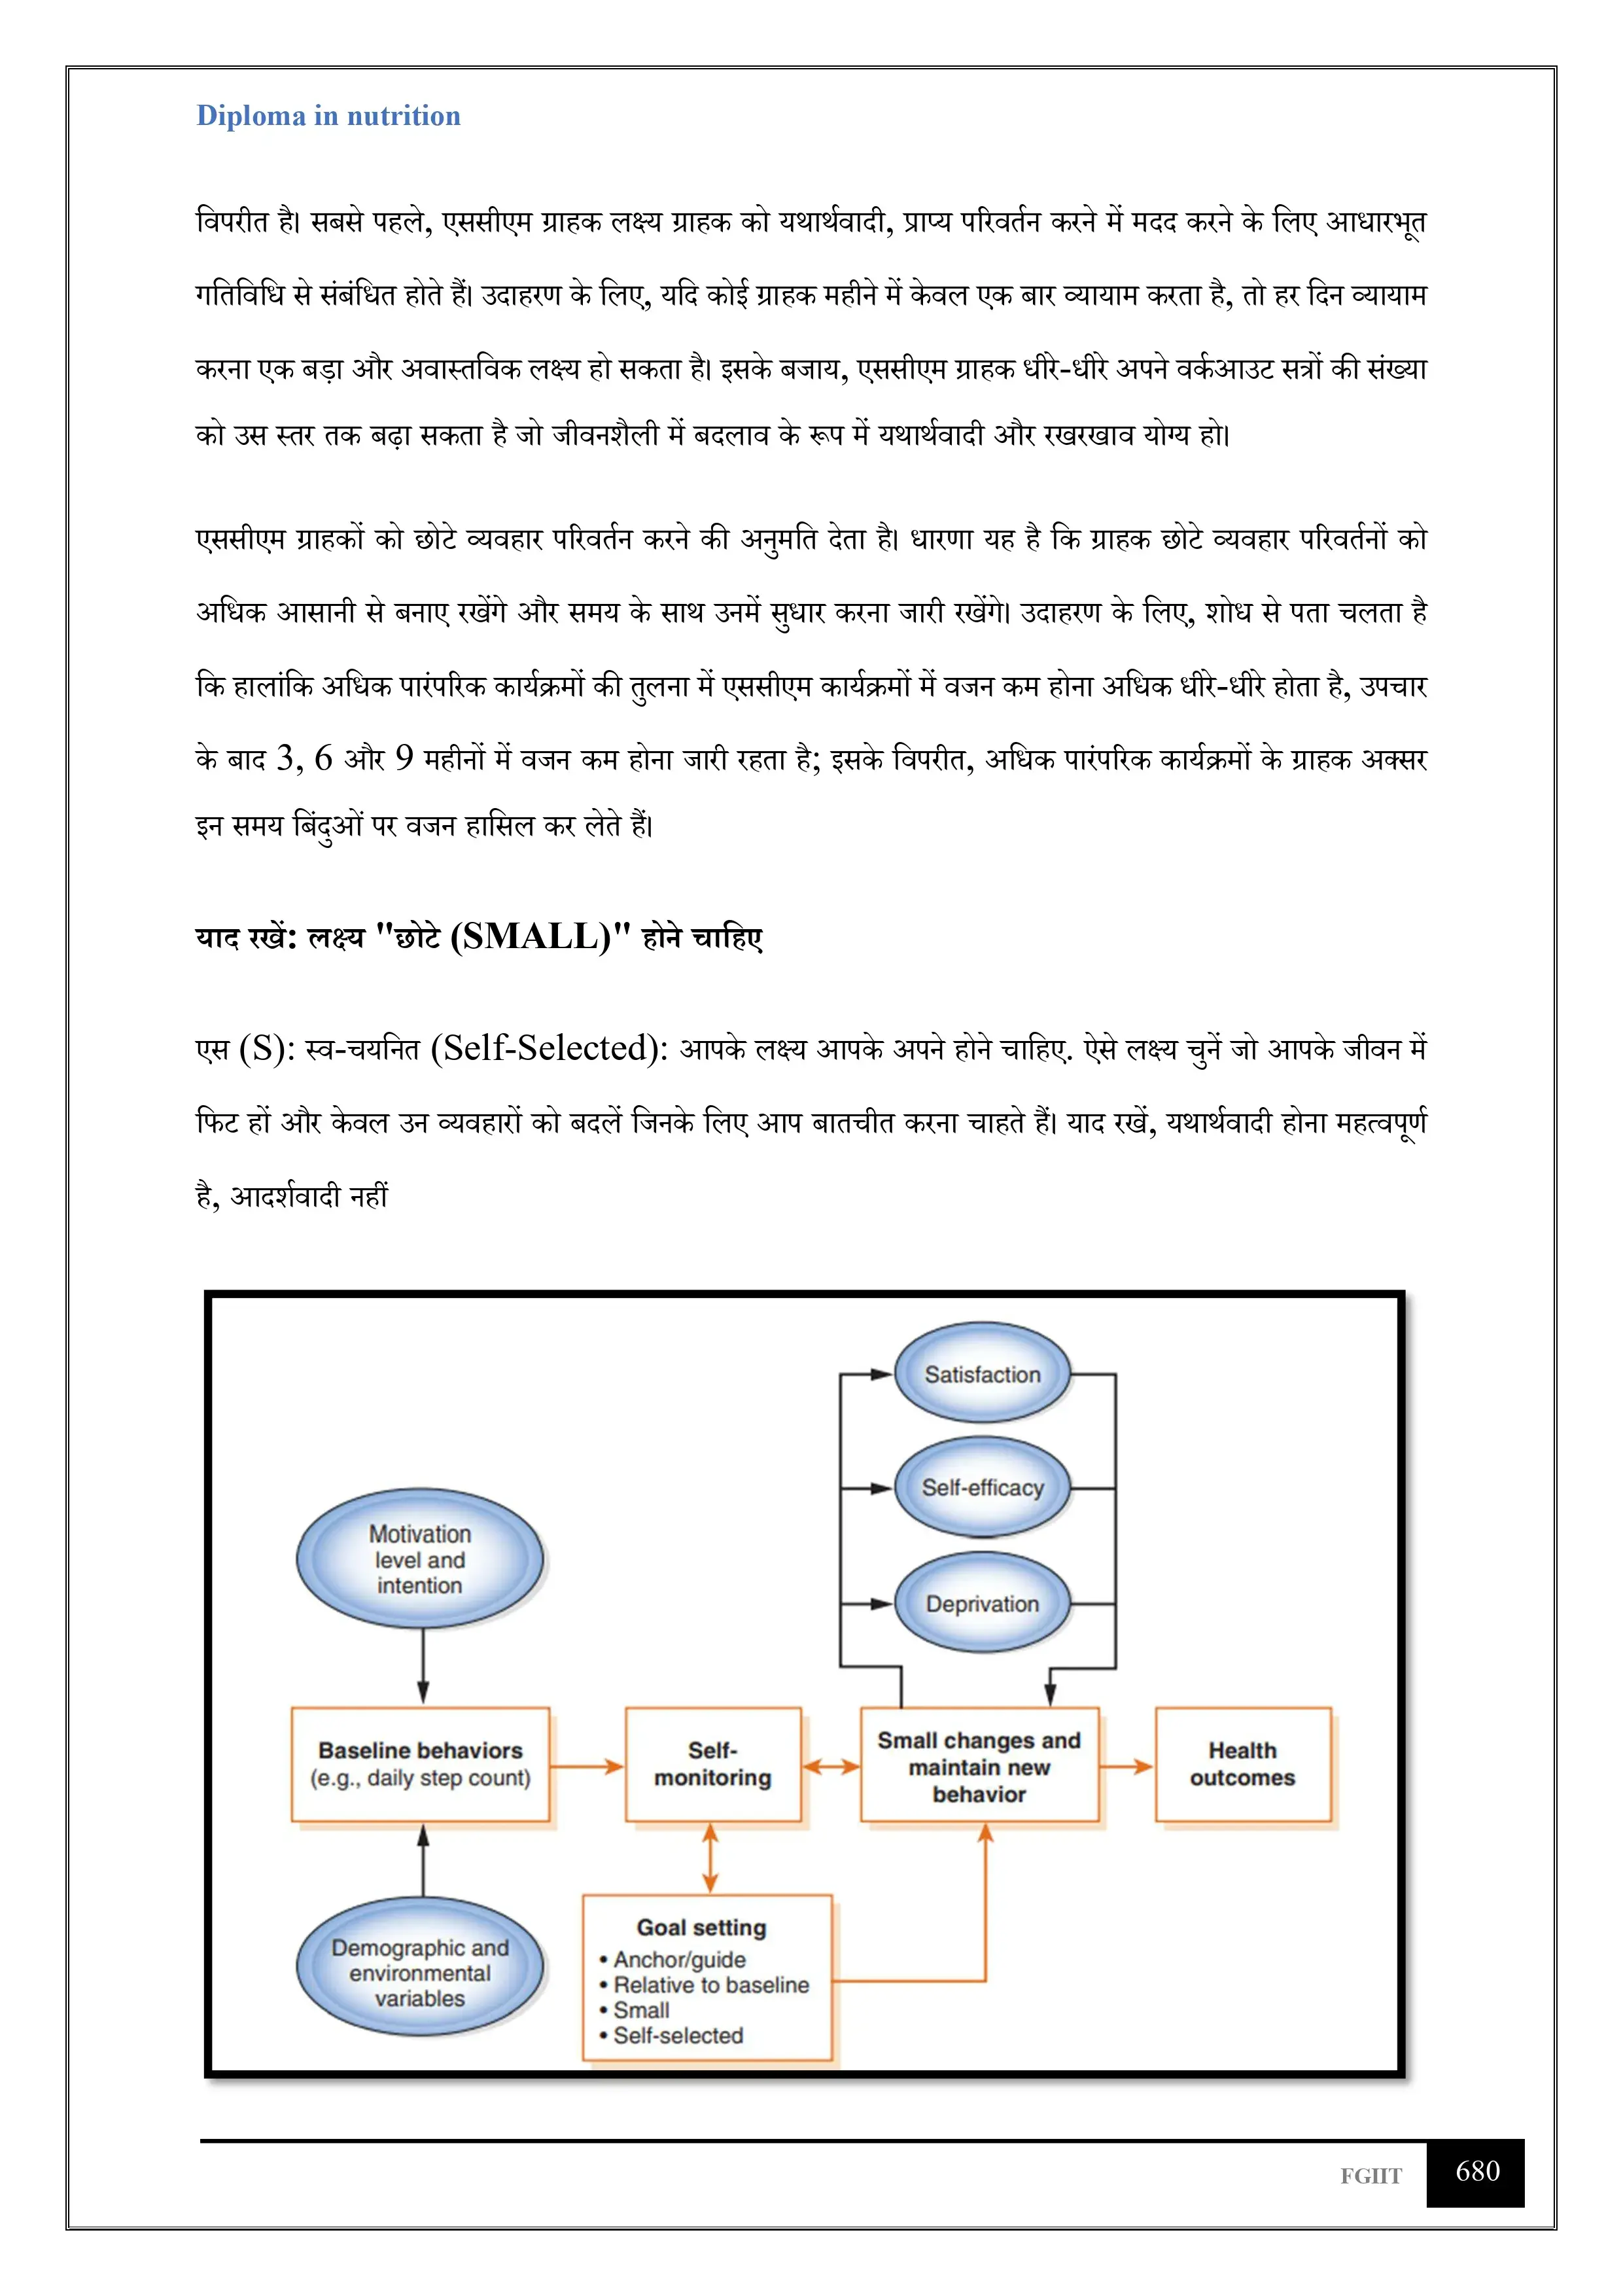 Diploma in nutrition
विपरीत है। सबसे पहले, एससीएम ग्राहक लक्ष्य ग्राहक को यथार्थवादी, प्राप्य परिवर्तन करने में मदद करने के लिए आधारभूत
गतिविधि से संबंधित होते हैं। उदाहरण के लिए, यदि कोई ग्राहक महीने में केवल एक बार व्यायाम करता है, तो हर दिन व्यायाम
करना एक बड़ा और अवास्तविक लक्ष्य हो सकता है। इसके बजाय, एससीएम ग्राहक धीरे-धीरे अपने वर्कआउट सत्रों की संख्या
को उस स्तर तक बढ़ा सकता है जो जीवनशैली में बदलाव के रूप में यथार्थवादी और रखरखाव योग्य हो।
एससीएम ग्राहकों को छोटे व्यवहार परिवर्तन करने की अनुमति देता है। धारणा यह है कि ग्राहक छोटे व्यवहार परिवर्तनों को
अधिक आसानी से बनाए रखेंगे और समय के साथ उनमें सुधार करना जारी रखेंगे। उदाहरण के लिए, शोध से पता चलता है
कि हालांकि अधिक पारंपरिक कार्यक्रमों की तुलना में एससीएम कार्यक्रमों में वजन कम होना अधिक धीरे-धीरे होता है, उपचार
के बाद 3, 6 और 9 महीनों में वजन कम होना जारी रहता है; इसके विपरीत, अधिक पारंपरिक कार्यक्रमों के ग्राहक अक्सर
इन समय बिंदुओं पर वजन हासिल कर लेते हैं।
याद रखें: लक्ष्य "छोटे (SMALL)" होने चाहिए
एस (S): स्व-चयनित (Self-Selected): आपके लक्ष्य आपके अपने होने चाहिए. ऐसे लक्ष्य चुनें जो आपके जीवन में
फिट हों और केवल उन व्यवहारों को बदलें जिनके लिए आप बातचीत करना चाहते हैं। याद रखें, यथार्थवादी होना महत्वपूर्ण
है, आदर्शवादी नहीं
Satisfaction
Self-efficacy
Deprivation
Motivation
level and
intention
Baseline behaviors
(e.g., daily step count)
Self-
monitoring
Small changes and
maintain new
behavior
Health
outcomes
Demographic and
environmental
variables
Goal setting
• Anchor/guide
• Relative to baseline
• Small
• Self-selected
FGIIT
680